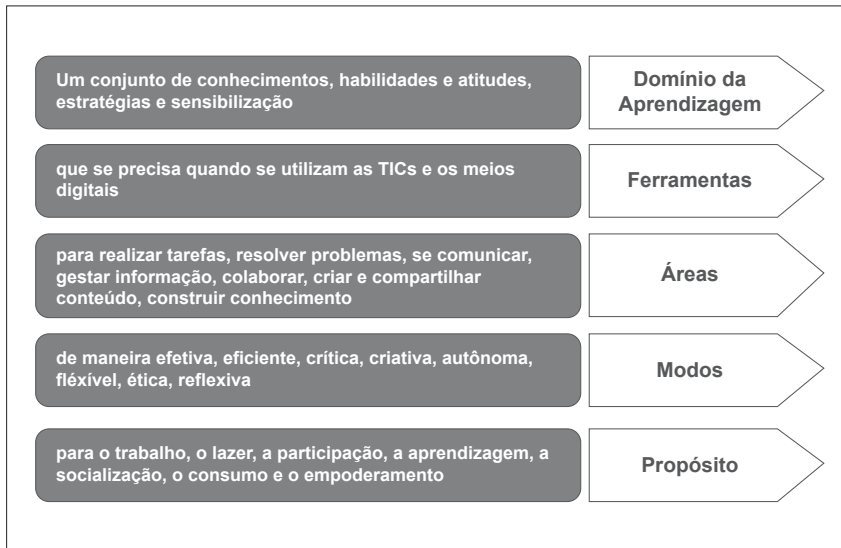 Um conjunto de conhecimentos, habilidades e atitudes,
estratégias e sensibilização
Domínio da
Aprendizagem
que se precisa quando se utilizam as TICs e os meios
digitais
Ferramentas
para realizar tarefas, resolver problemas, se comunicar,
gestar informação, colaborar, criar e compartilhar
conteúdo, construir conhecimento
Áreas
de maneira efetiva, eficiente, crítica, criativa, autônoma,
fléxível, ética, reflexiva
Modos
para o trabalho, o lazer, a participação, a aprendizagem, a
socialização, o consumo e o empoderamento
Propósito